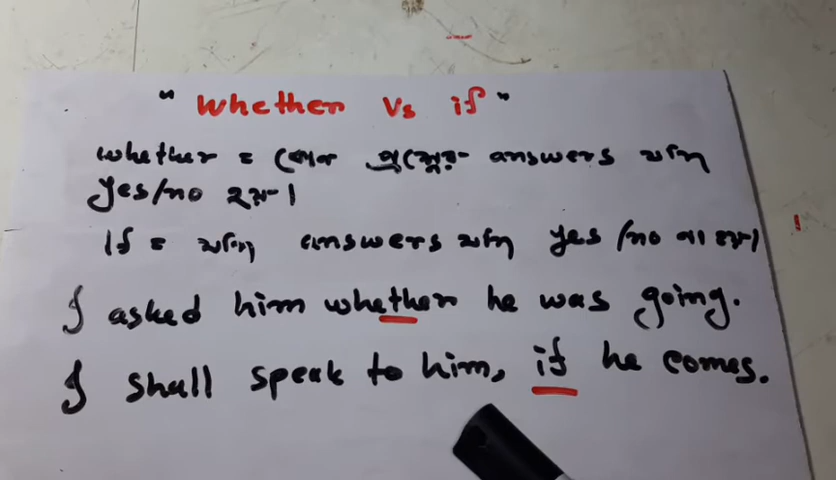 "Whether Vs if"
Whether = কোন প্রশ্নের answers যদি
yes/no হয়।
If = যদি answers যদি yes/no না হয়।
I asked him whether he was going.
I shall speak to him, if he comes.